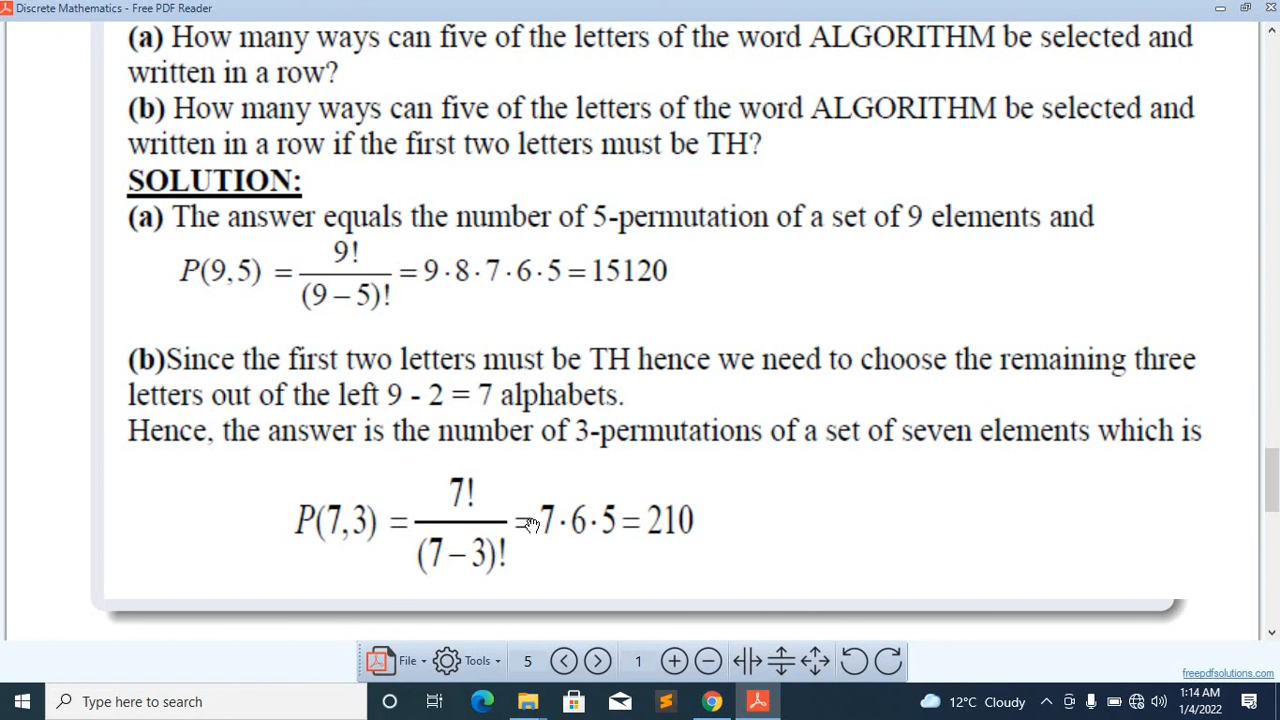 Discrete Mathematics - Free PDF Reader
(a) How many ways can five of the letters of the word ALGORITHM be selected and
written in a row?
(b) How many ways can five of the letters of the word ALGORITHM be selected and
written in a row if the first two letters must be TH?
SOLUTION:
(a) The answer equals the number of 5-permutation of a set of 9 elements and
P(9,5) = 9! / (9 – 5)! = 9 · 8 · 7 · 6 · 5 = 15120
(b)Since the first two letters must be TH hence we need to choose the remaining three
letters out of the left 9 - 2 = 7 alphabets.
Hence, the answer is the number of 3-permutations of a set of seven elements which is
P(7,3) = 7! / (7 – 3)! = 7 · 6 · 5 = 210
File Tools 5 1
freepdfsolutions.com
Type here to search
12°C Cloudy
1:14 AM
1/4/2022